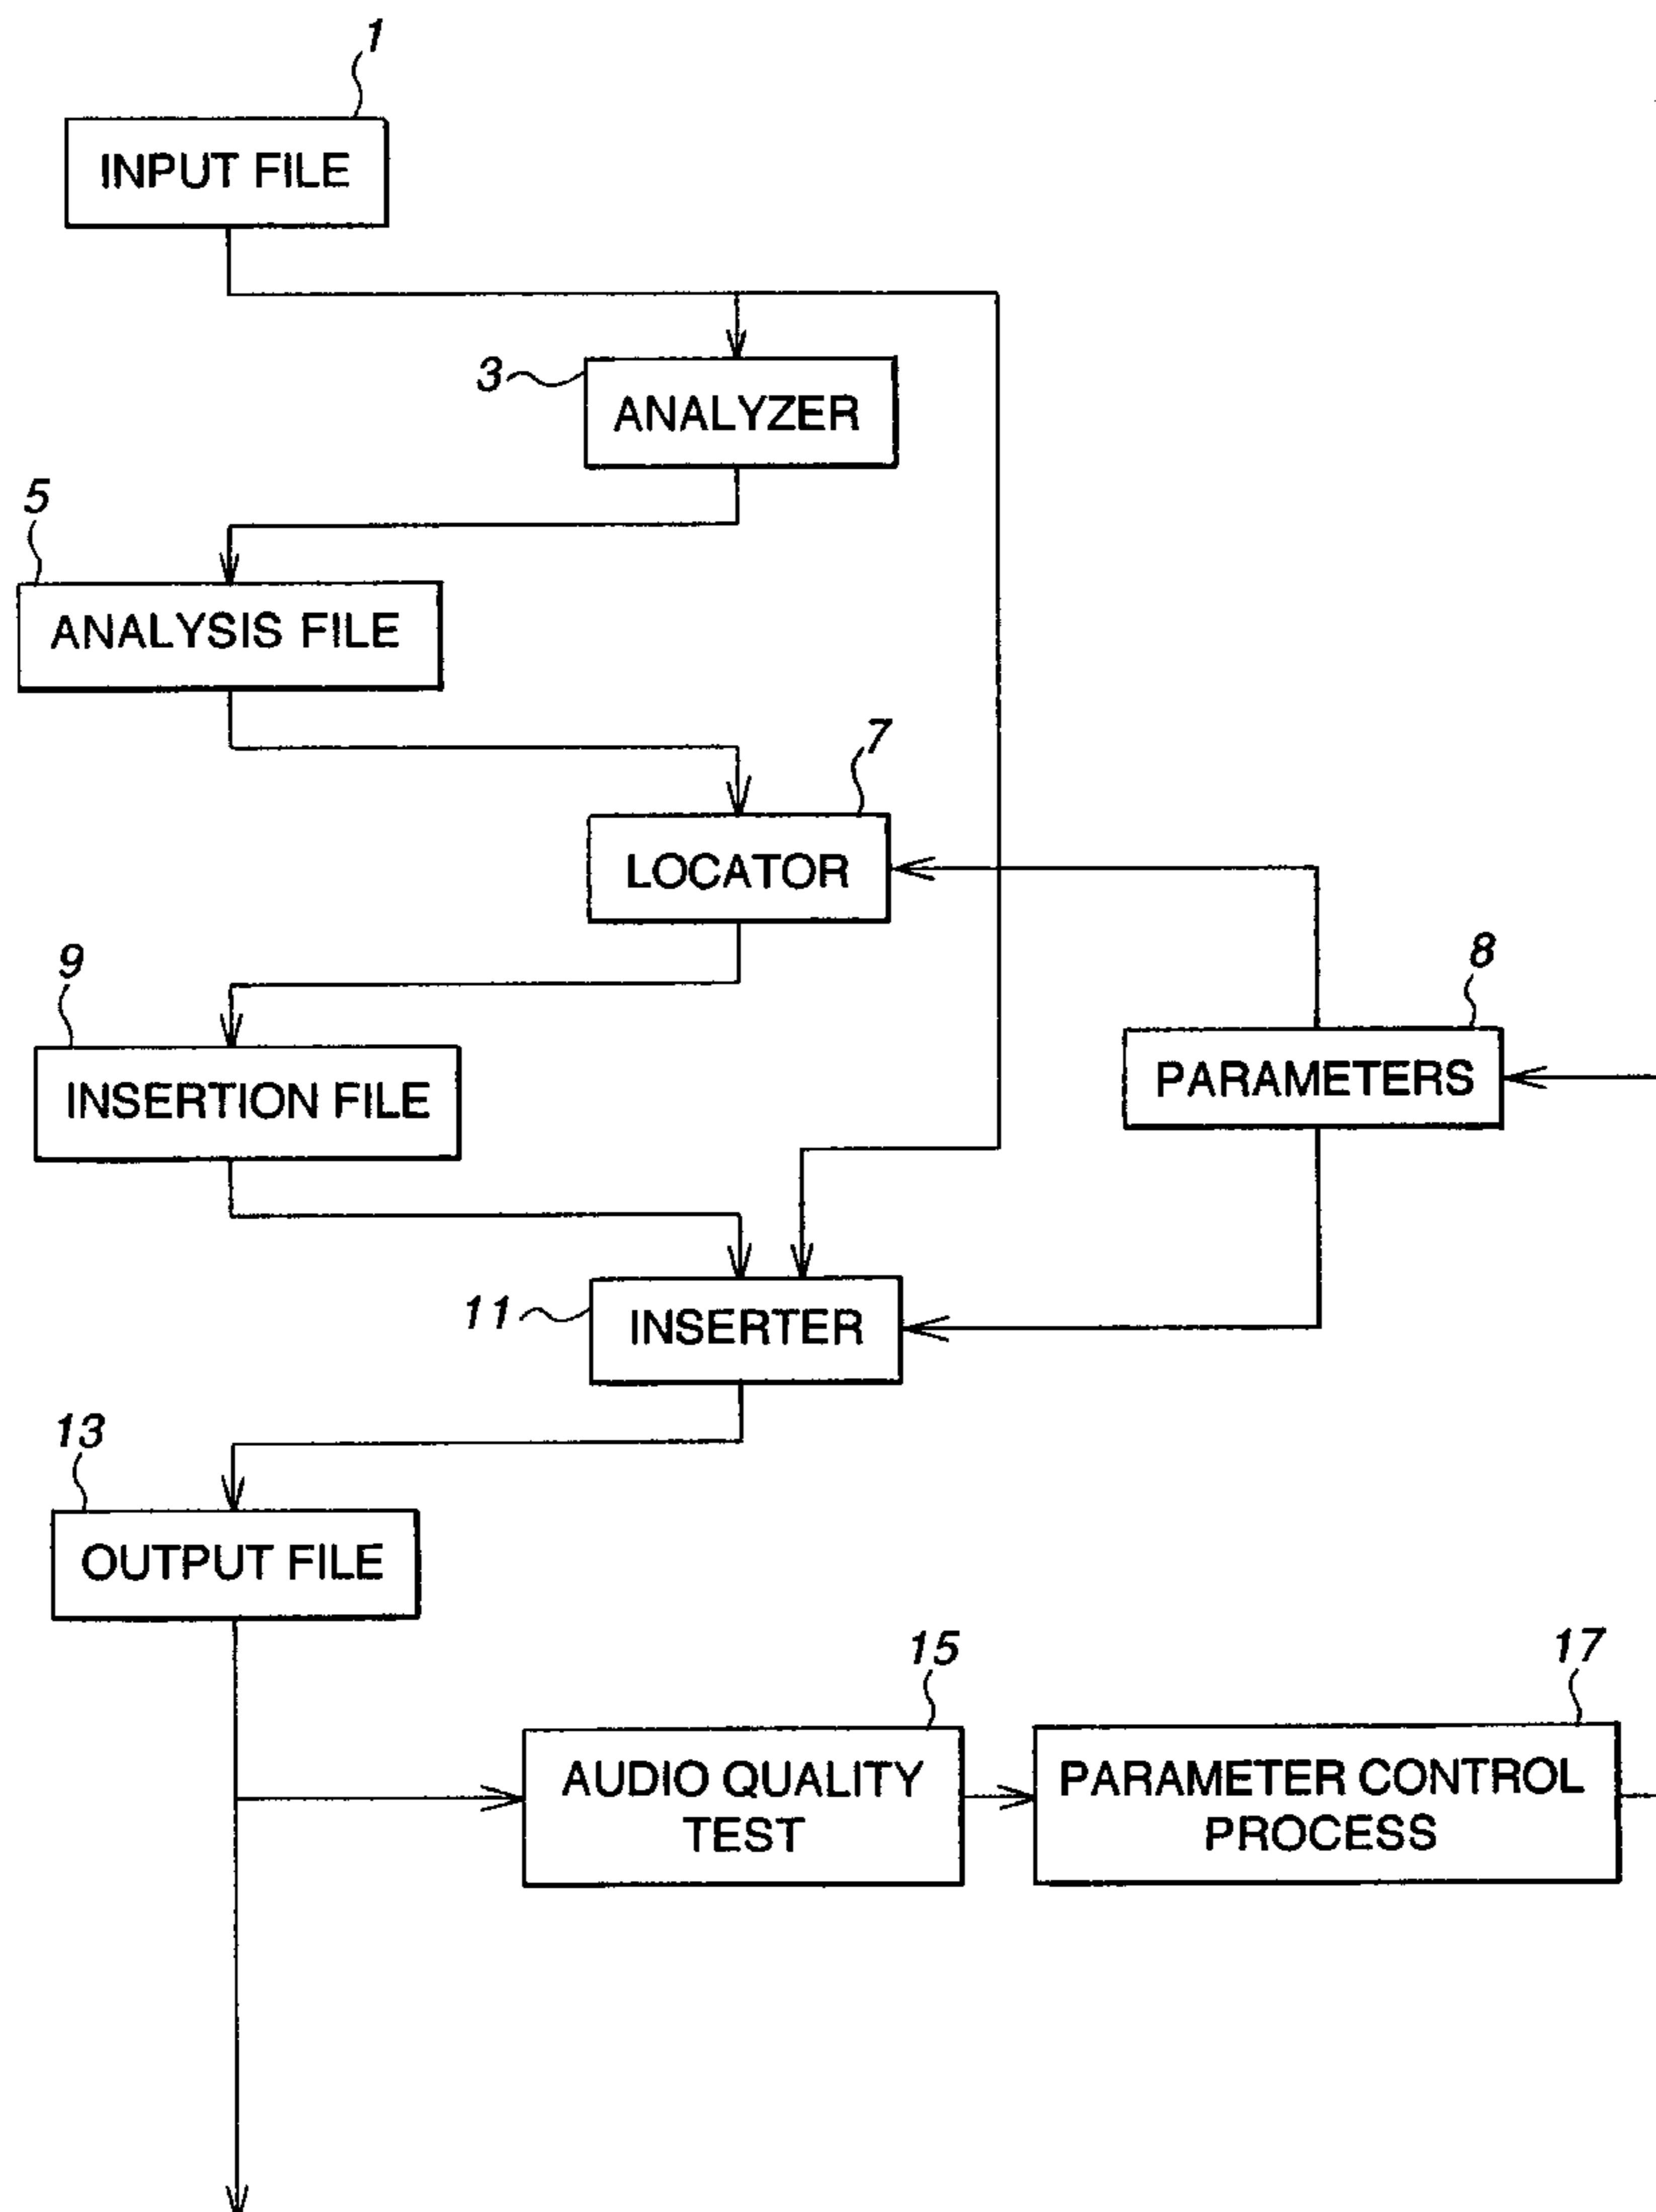 1
INPUT FILE
3
ANALYZER
5
ANALYSIS FILE
7
LOCATOR
8
PARAMETERS
9
INSERTION FILE
11
INSERTER
13
OUTPUT FILE
15
AUDIO QUALITY
TEST
17
PARAMETER CONTROL
PROCESS